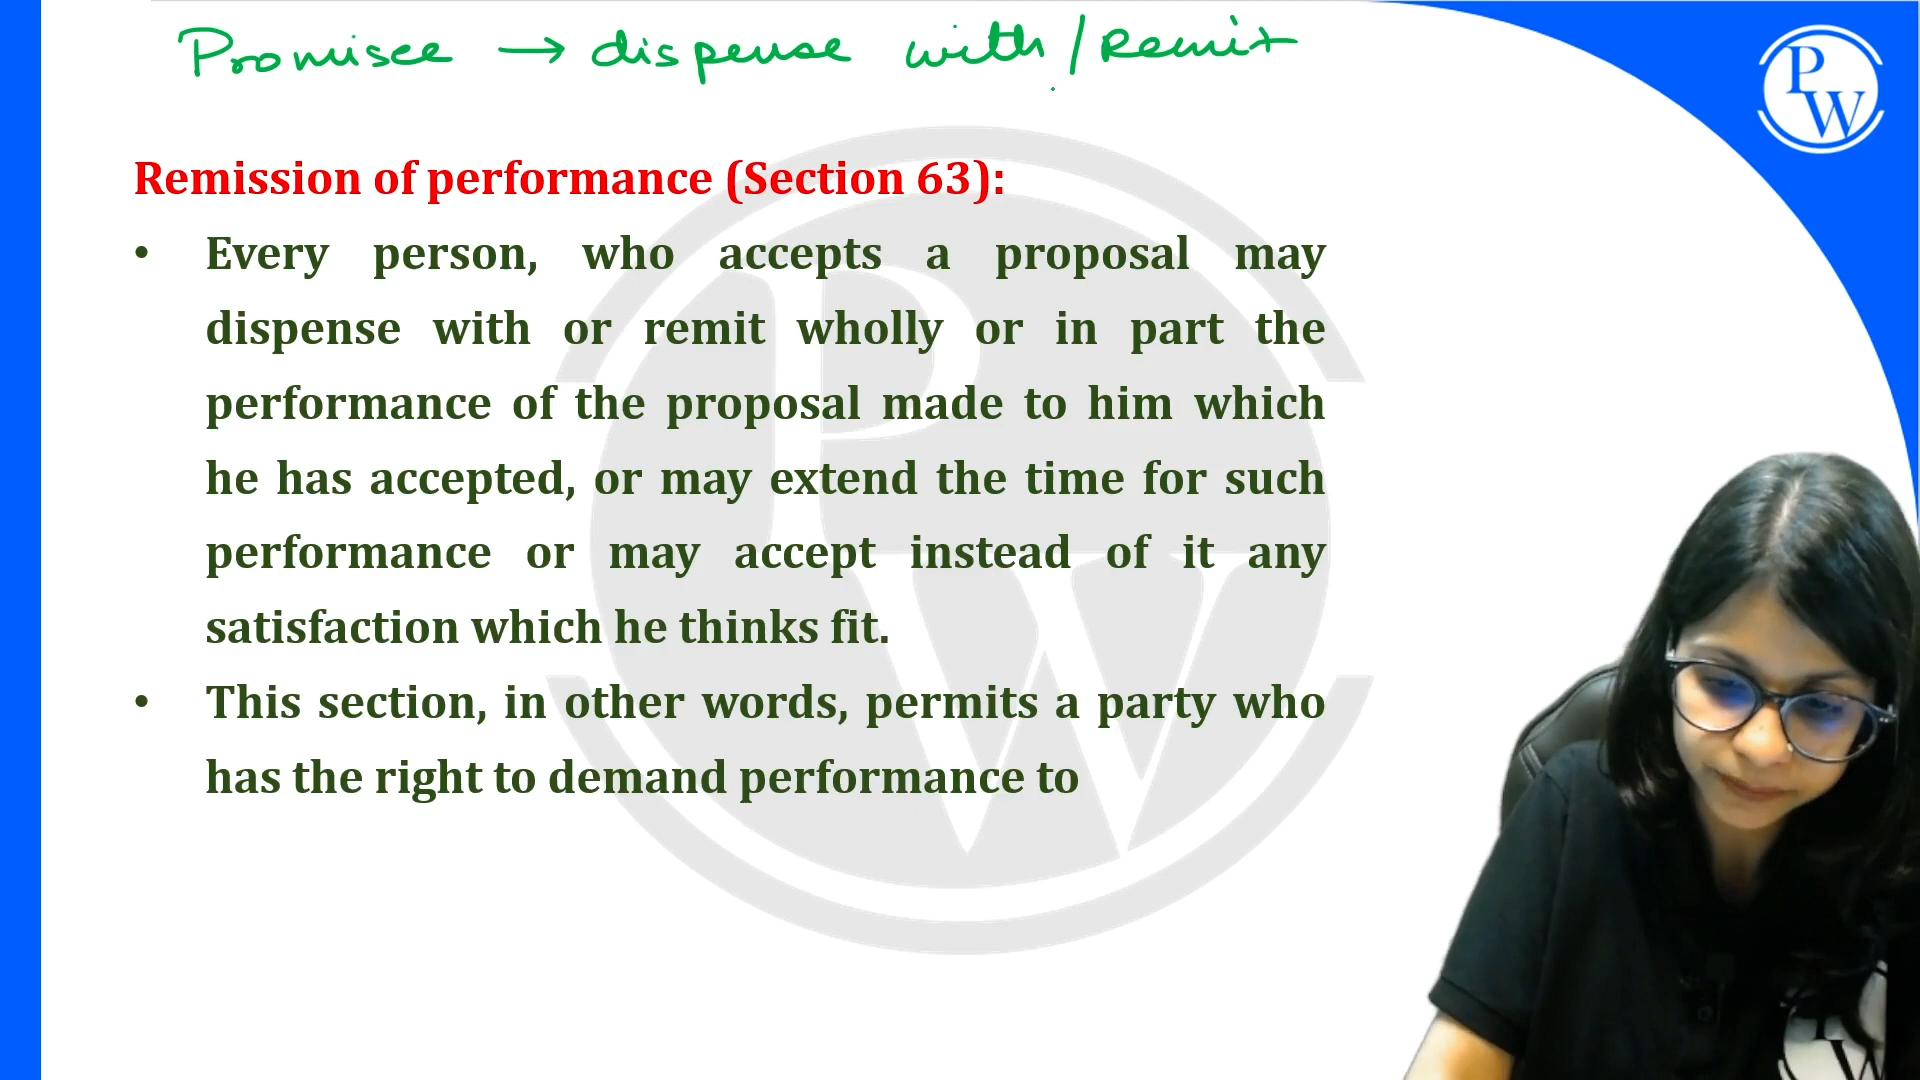 Promisee → dispense with / Remit
P
W
Remission of performance (Section 63):
• Every person, who accepts a proposal may
dispense with or remit wholly or in part the
performance of the proposal made to him which
he has accepted, or may extend the time for such
performance or may accept instead of it any
satisfaction which he thinks fit.
• This section, in other words, permits a party who
has the right to demand performance to